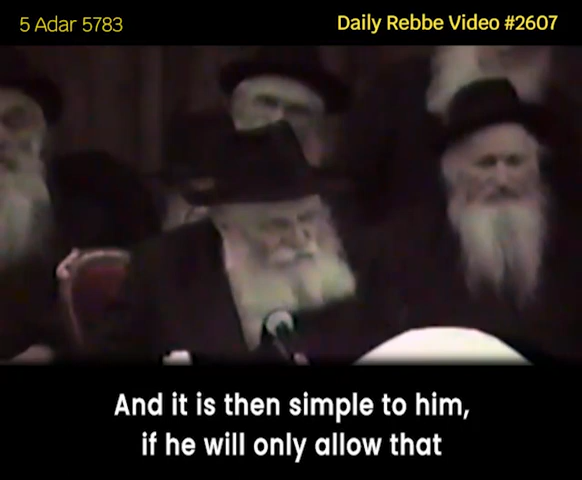 5 Adar 5783
Daily Rebbe Video #2607
And it is then simple to him,
if he will only allow that